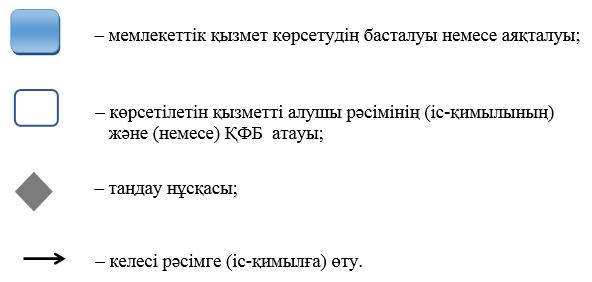 – мемлекеттік қызмет көрсетудің басталуы немесе аяқталуы;
– көрсетілетін қызметті алушы рәсімінің (іс-қимылының)
және (немесе) ҚФБ атауы;
– таңдау нұсқасы;
– келесі рәсімге (іс-қимылға) өту.